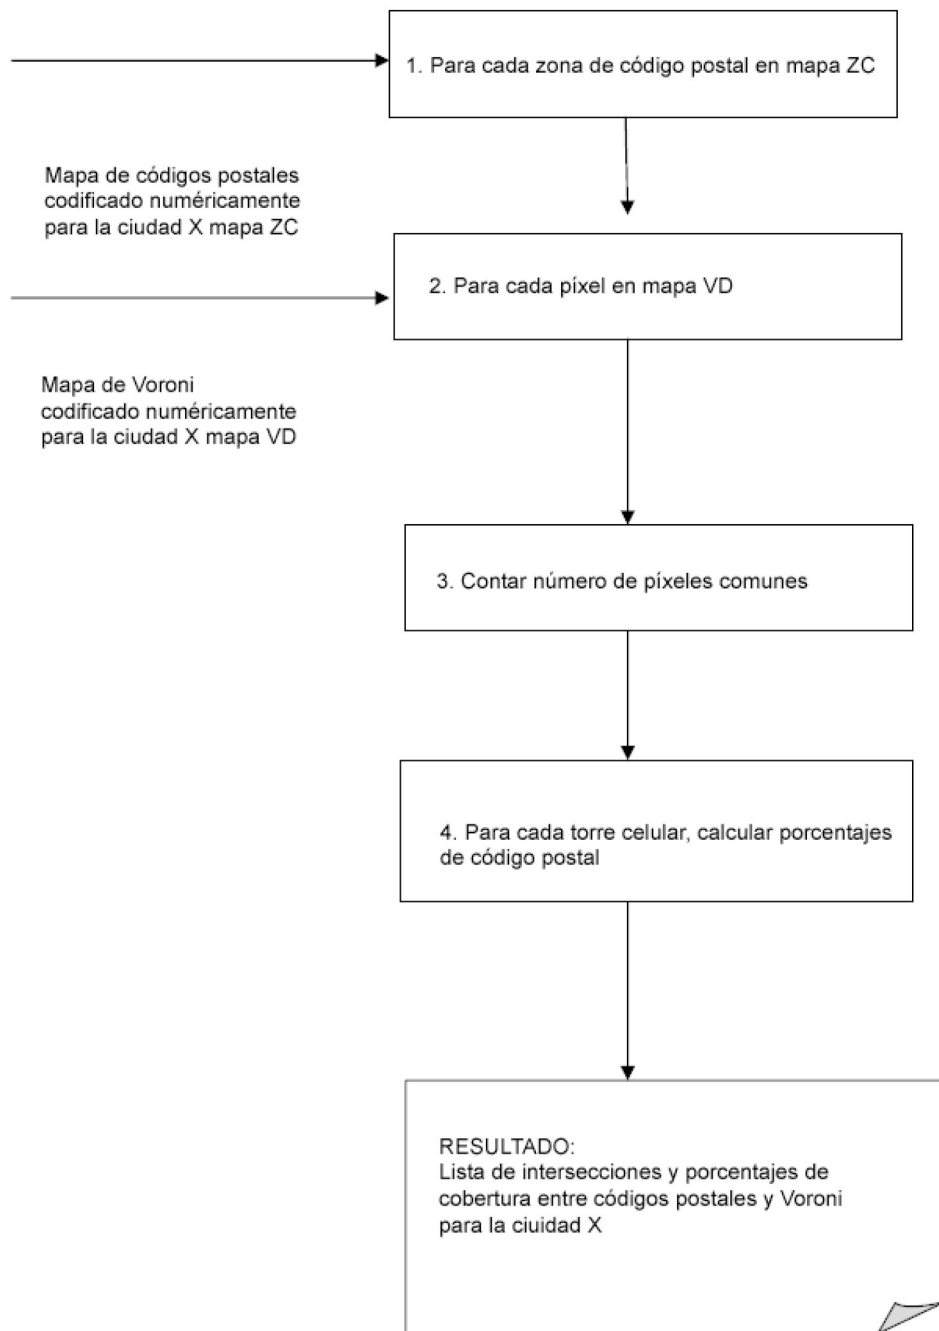 1. Para cada zona de código postal en mapa ZC
Mapa de códigos postales
codificado numéricamente
para la ciudad X mapa ZC
2. Para cada píxel en mapa VD
Mapa de Voroni
codificado numéricamente
para la ciudad X mapa VD
3. Contar número de píxeles comunes
4. Para cada torre celular, calcular porcentajes
de código postal
RESULTADO:
Lista de intersecciones y porcentajes de
cobertura entre códigos postales y Voroni
para la ciuidad X